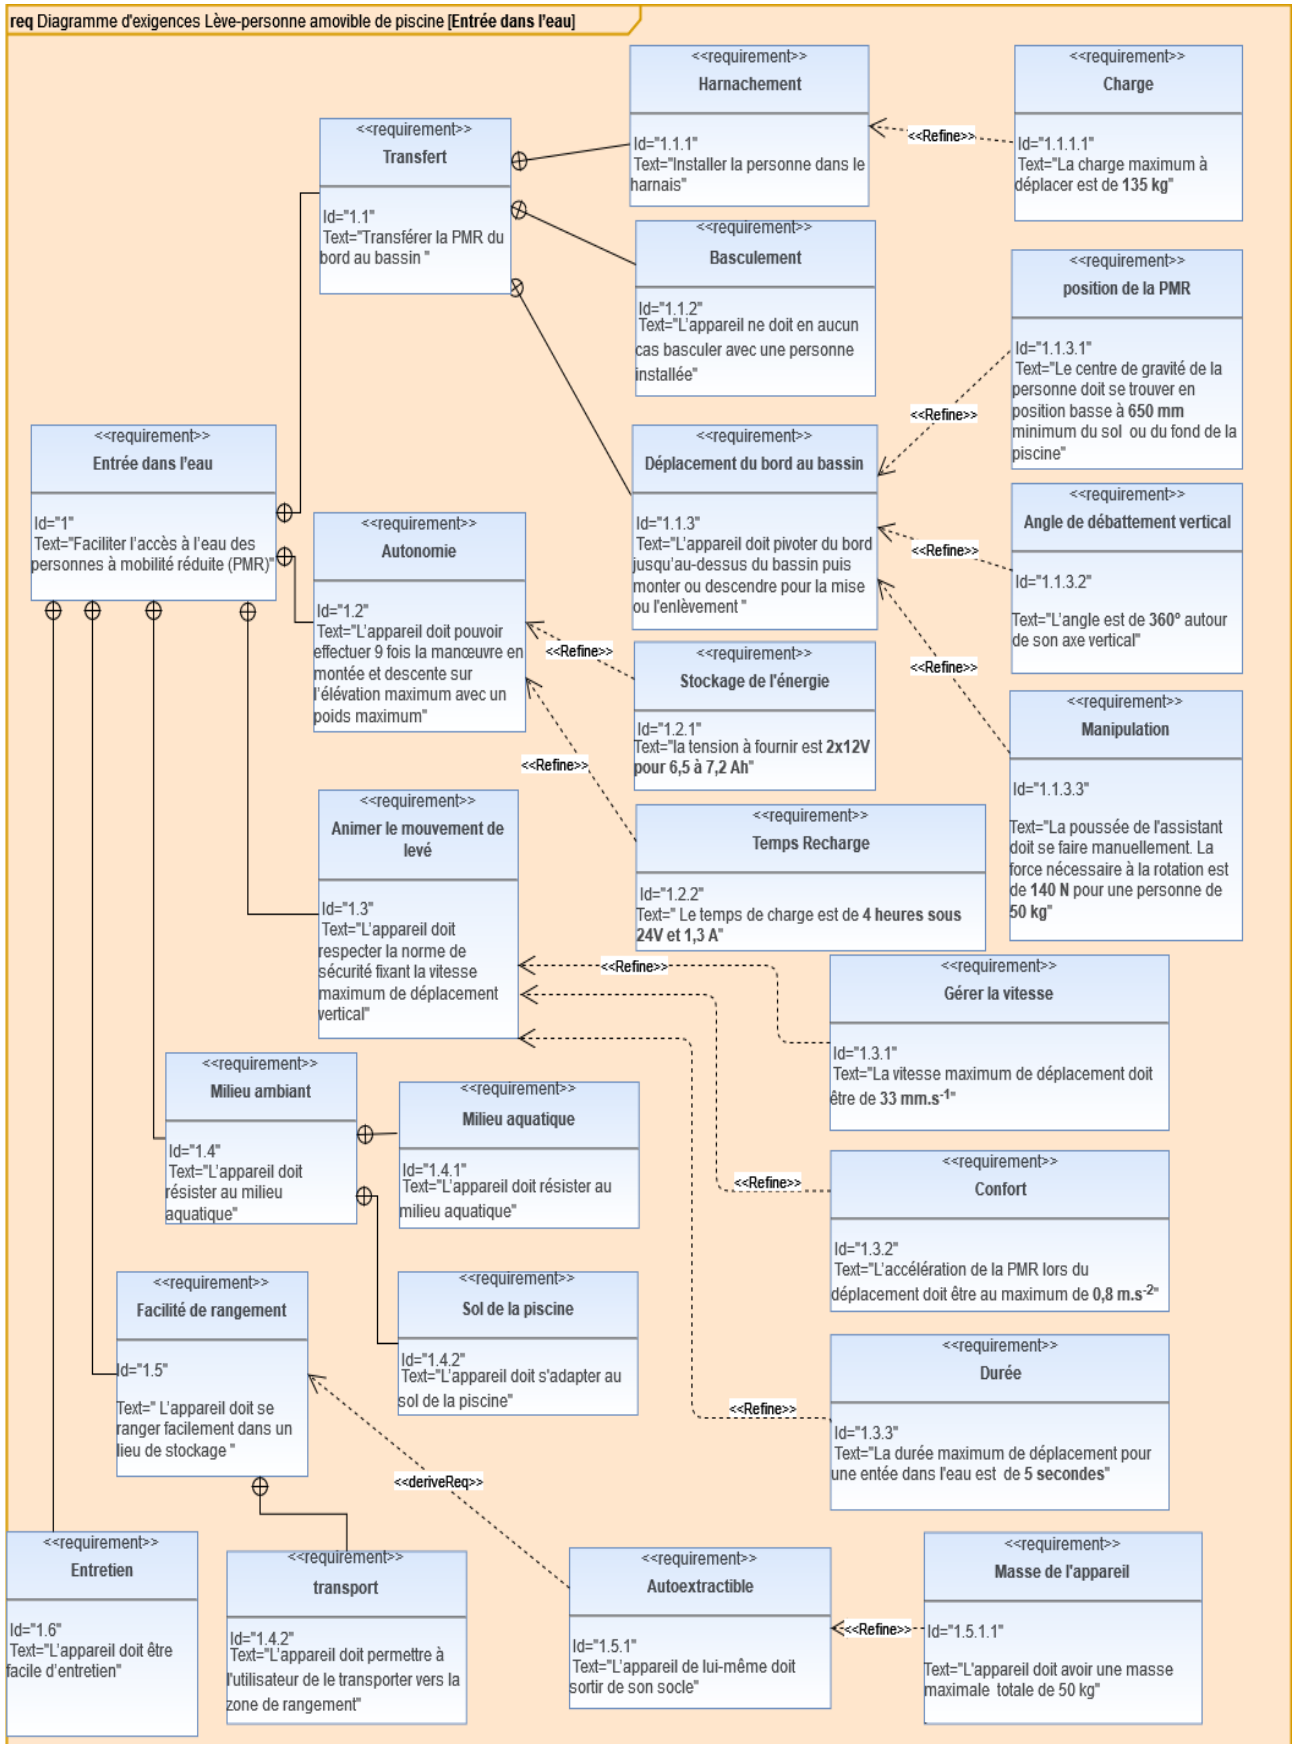 req Diagramme d'exigences Lève-personne amovible de piscine [Entrée dans l'eau]
<<requirement>>
Harnachement
Id="1.1.1"
Text="Installer la personne dans le
harnais"
<<Refine>>
<<requirement>>
Charge
Id="1.1.1.1"
Text="La charge maximum à
déplacer est de 135 kg"
<<requirement>>
Transfert
Id="1.1"
Text="Transférer la PMR du
bord au bassin "
<<requirement>>
Basculement
Id="1.1.2"
Text="L'appareil ne doit en aucun
cas basculer avec une personne
installée"
<<requirement>>
position de la PMR
Id="1.1.3.1"
Text="Le centre de gravité de la
personne doit se trouver en
position basse à 650 mm
minimum du sol ou du fond de la
piscine"
<<Refine>>
<<requirement>>
Entrée dans l'eau
Id="1"
Text="Faciliter l'accès à l'eau des
personnes à mobilité réduite (PMR)"
<<requirement>>
Déplacement du bord au bassin
Id="1.1.3"
Text="L'appareil doit pivoter du bord
jusqu'au-dessus du bassin puis
monter ou descendre pour la mise
ou l'enlèvement "
<<Refine>>
<<requirement>>
Angle de débattement vertical
Id="1.1.3.2"
Text="L'angle est de 360° autour
de son axe vertical"
<<requirement>>
Autonomie
Id="1.2"
Text="L'appareil doit pouvoir
effectuer 9 fois la manœuvre en
montée et descente sur
l'élévation maximum avec un
poids maximum"
<<Refine>>
<<requirement>>
Stockage de l'énergie
Id="1.2.1"
Text="la tension à fournir est 2x12V
pour 6,5 à 7,2 Ah"
<<Refine>>
<<requirement>>
Manipulation
Id="1.1.3.3"
Text="La poussée de l'assistant
doit se faire manuellement. La
force nécessaire à la rotation est
de 140 N pour une personne de
50 kg"
<<Refine>>
<<requirement>>
Animer le mouvement de
levé
Id="1.3"
Text="L'appareil doit
respecter la norme de
sécurité fixant la vitesse
maximum de déplacement
vertical"
<<requirement>>
Temps Recharge
Id="1.2.2"
Text=" Le temps de charge est de 4 heures sous
24V et 1,3 A"
<<Refine>>
<<requirement>>
Gérer la vitesse
Id="1.3.1"
Text="La vitesse maximum de déplacement doit
être de 33 mm.s-1"
<<requirement>>
Milieu ambiant
Id="1.4"
Text="L'appareil doit
résister au milieu
aquatique"
<<requirement>>
Milieu aquatique
Id="1.4.1"
Text="L'appareil doit résister au
milieu aquatique"
<<Refine>>
<<requirement>>
Confort
Id="1.3.2"
Text="L'accélération de la PMR lors du
déplacement doit être au maximum de 0,8 m.s-2"
<<requirement>>
Facilité de rangement
Id="1.5"
Text=" L'appareil doit se
ranger facilement dans un
lieu de stockage "
<<requirement>>
Sol de la piscine
Id="1.4.2"
Text="L'appareil doit s'adapter au
sol de la piscine"
<<Refine>>
<<requirement>>
Durée
Id="1.3.3"
Text="La durée maximum de déplacement pour
une entée dans l'eau est de 5 secondes"
<<deriveReq>>
<<requirement>>
Entretien
Id="1.6"
Text="L'appareil doit être
facile d'entretien"
<<requirement>>
transport
Id="1.4.2"
Text="L'appareil doit permettre à
l'utilisateur de le transporter vers la
zone de rangement"
<<requirement>>
Autoextractible
Id="1.5.1"
Text="L'appareil de lui-même doit
sortir de son socle"
<<Refine>>
<<requirement>>
Masse de l'appareil
Id="1.5.1.1"
Text="L'appareil doit avoir une masse
maximale totale de 50 kg"